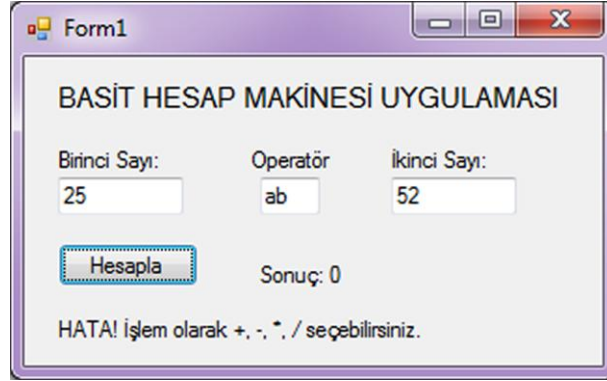 Form1
BASİT HESAP MAKİNESİ UYGULAMASI
Birinci Sayı: Operatör İkinci Sayı:
25 ab 52
Hesapla Sonuç: 0
HATA! İşlem olarak +, -, *, / seçebilirsiniz.